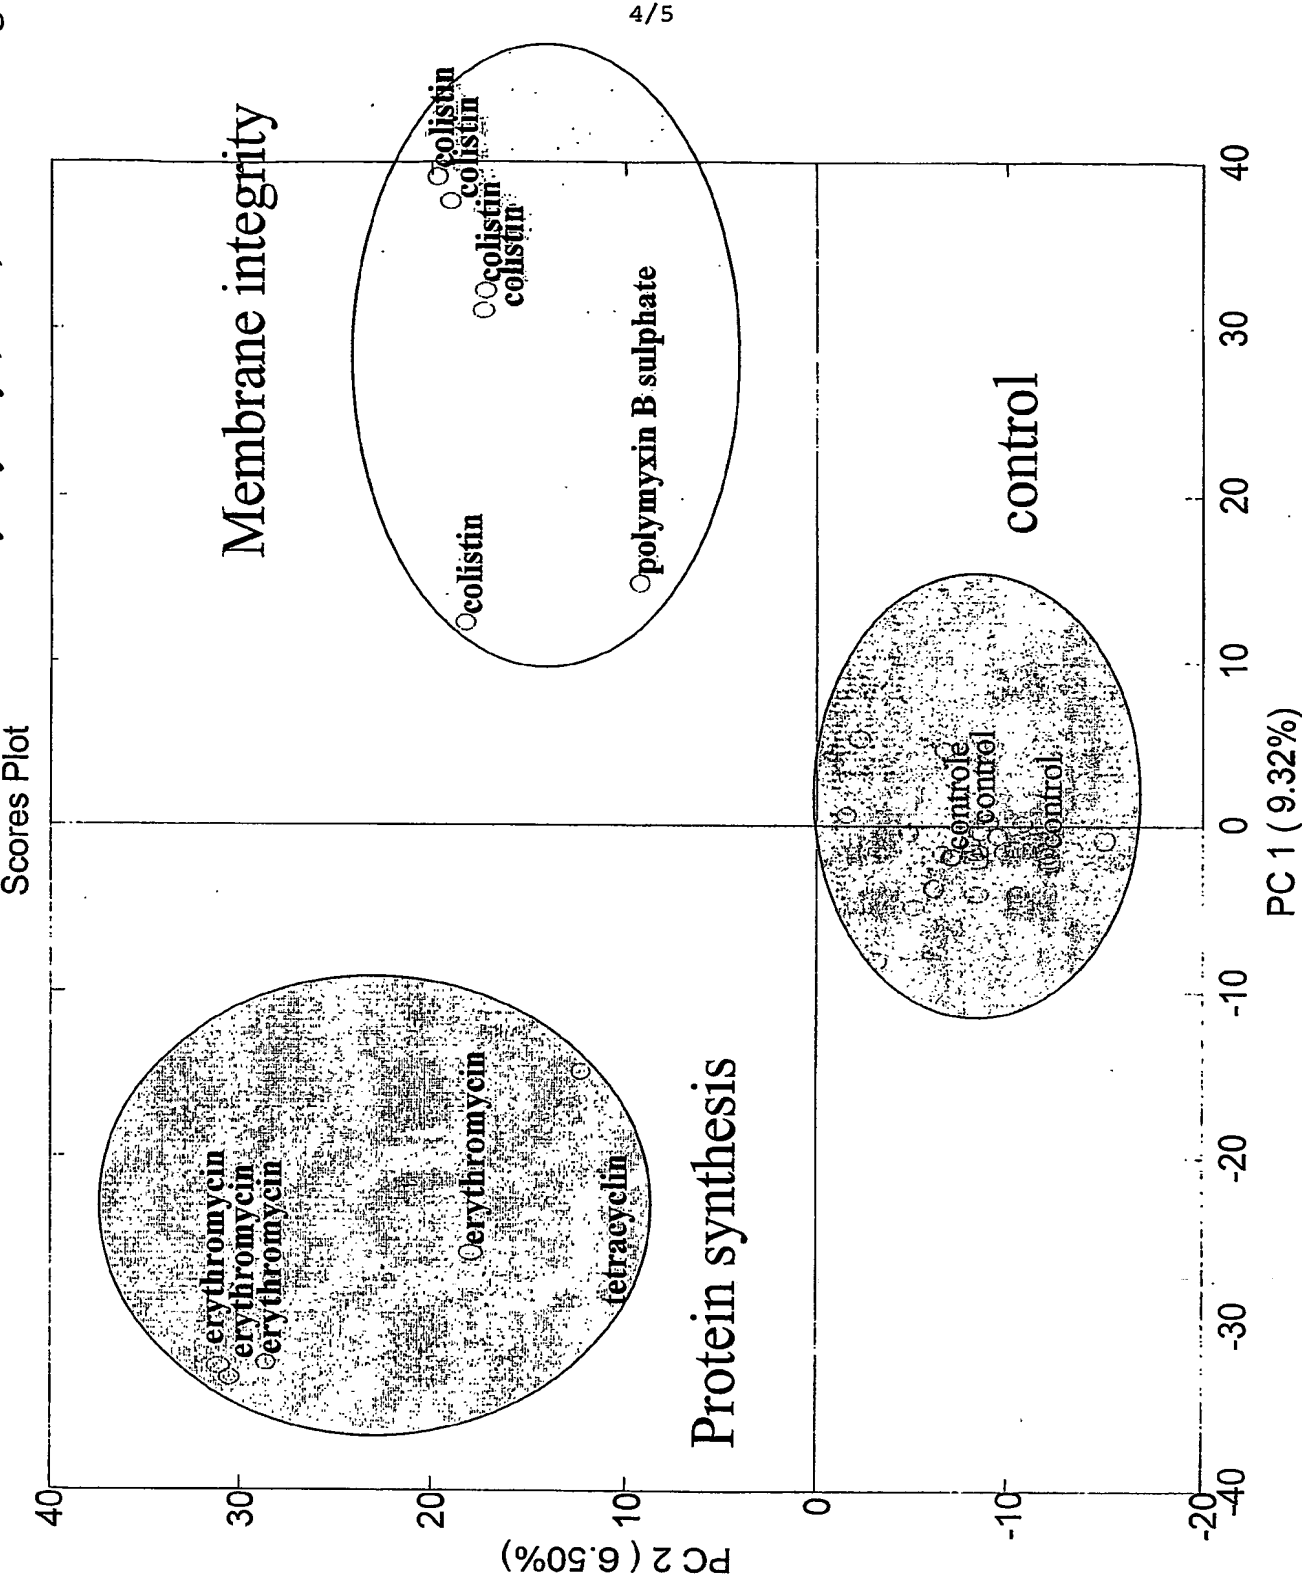 4/5
Scores Plot
Membrane integrity
colistin
colistin
colistin
colistin
colistin
polymyxin B sulphate
control
controle
control
control
erythromycin
erythromycin
erythromycin
erythromycin
tetracyclin
Protein synthesis
40
30
20
10
0
-10
-20
PC 2 ( 6.50%)
-40
-30
-20
-10
0
10
20
30
40
PC 1 ( 9.32%)